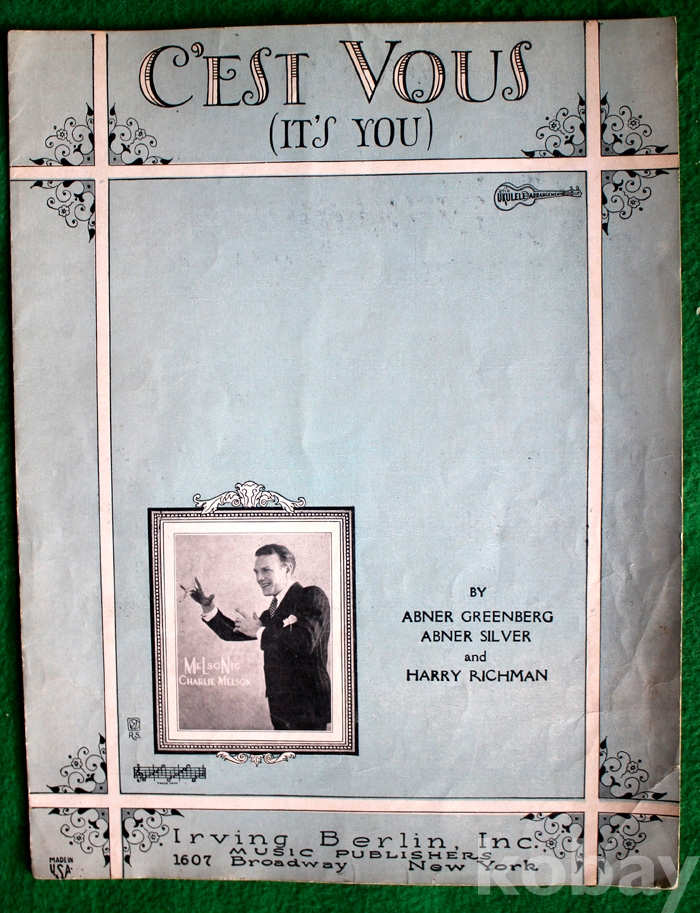 C'EST VOUS
(IT'S YOU)
WITH
UKULELE ARRANGEMENT
BY
ABNER GREENBERG
ABNER SILVER
and
HARRY RICHMAN
MELSONIC
CHARLIE MELSON
R.S.
Irving Berlin, Inc.
MUSIC PUBLISHERS
1607 Broadway New York
MADE IN
U.S.A.
Kobay